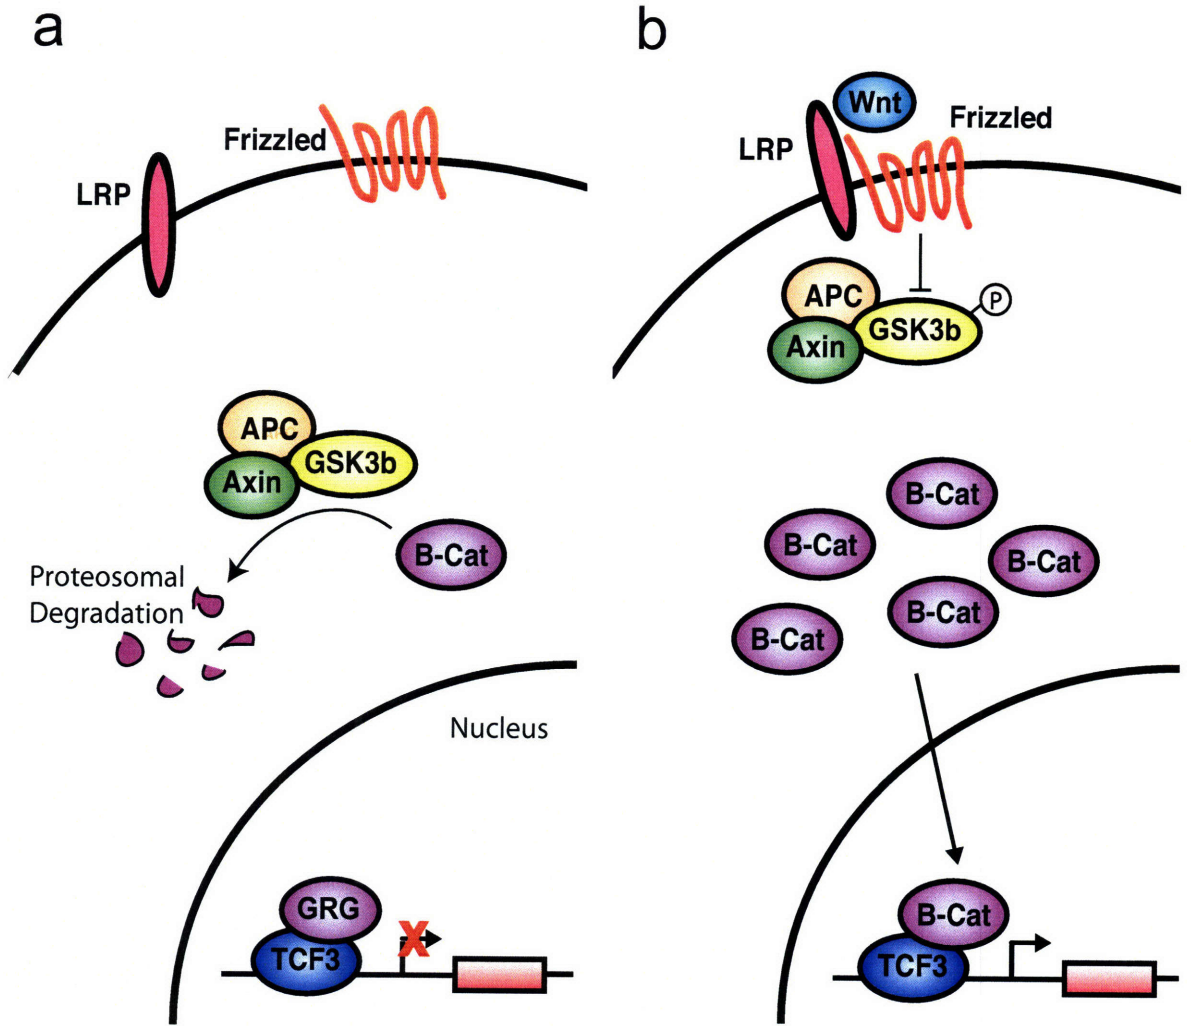 a
Frizzled
LRP
APC
GSK3b
Axin
B-Cat
Proteosomal
Degradation
Nucleus
GRG
TCF3
b
Wnt
Frizzled
LRP
APC
P
GSK3b
Axin
B-Cat
B-Cat
B-Cat
B-Cat
B-Cat
B-Cat
TCF3